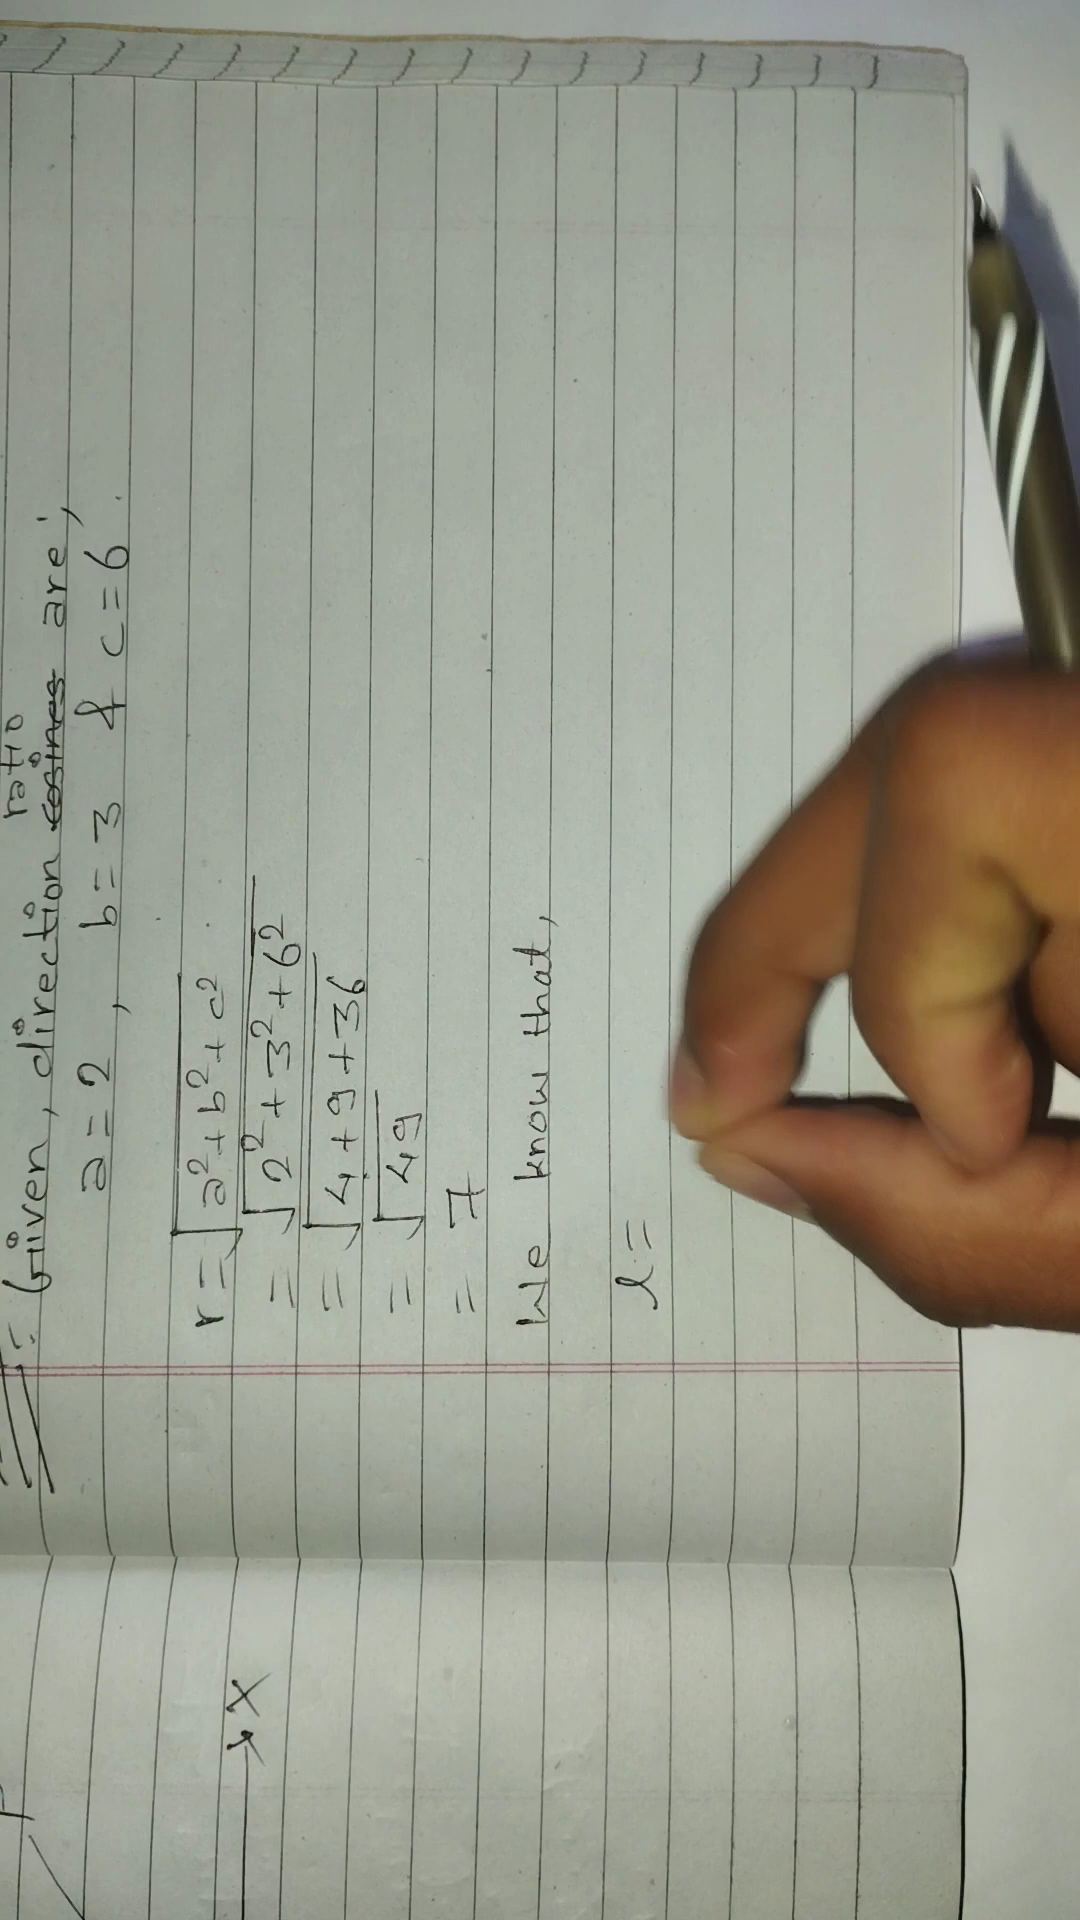 ratio
Given, direction cosines are,
a=2, b=3 & c=6.
r=√a²+b²+c²
=√2²+3²+6²
=√4+9+36
=√49
= 7
We know that,
l=
X